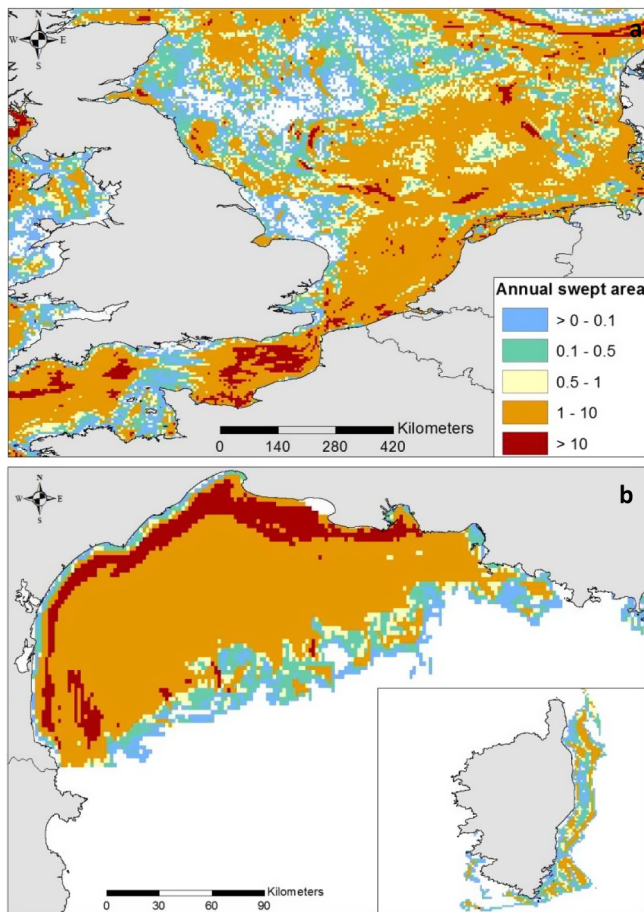 N
W E
S
a
Annual swept area
> 0 - 0.1
0.1 - 0.5
0.5 - 1
1 - 10
> 10
Kilometers
0 140 280 420
N
W E
S
b
Kilometers
0 30 60 90